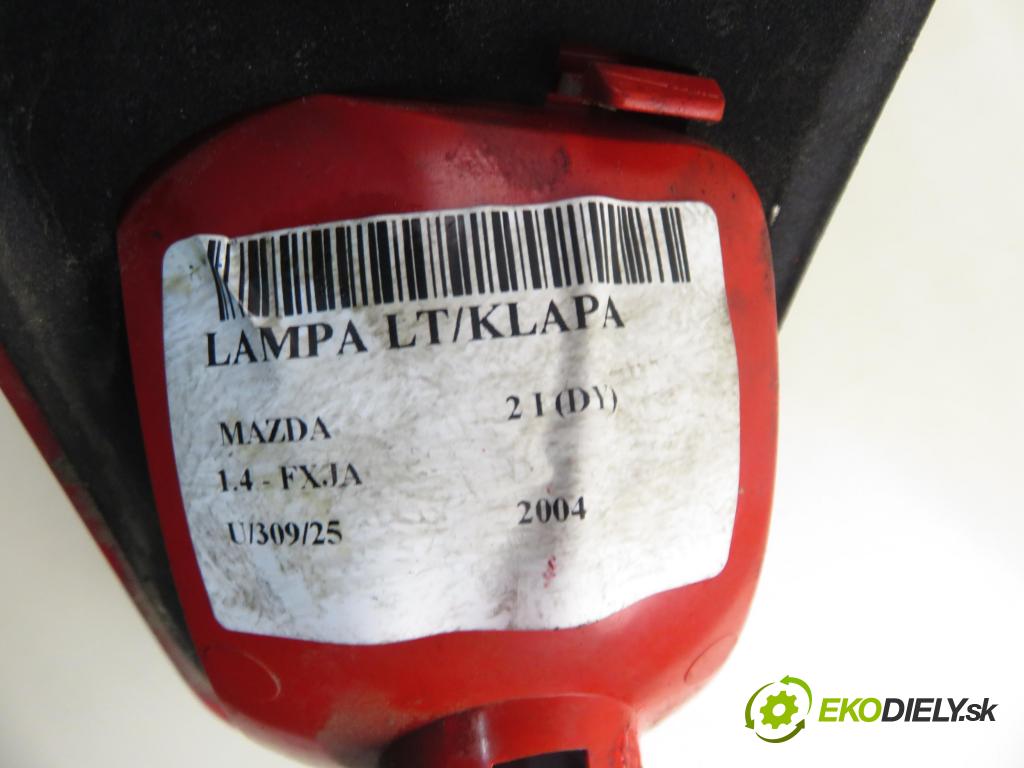 LAMPA LT/KLAPA
MAZDA 2 I (DY)
1.4 - FXJA
U/309/25 2004
EKODIELY.sk